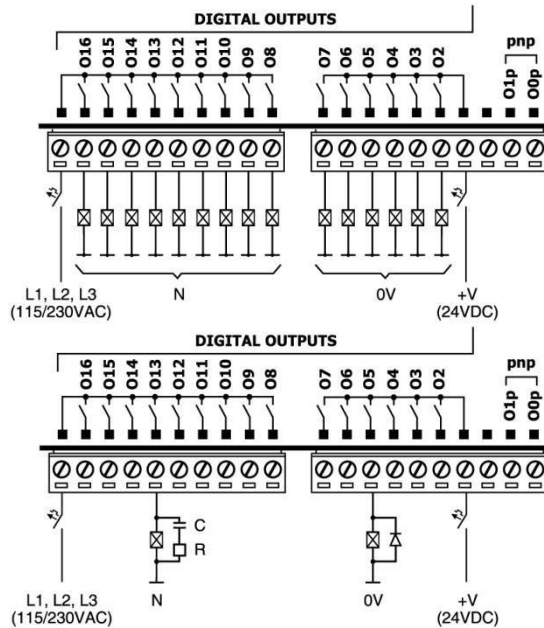 DIGITAL OUTPUTS
pnp
O16 O15 O14 O13 O12 O11 O10 O9 O8 O7 O6 O5 O4 O3 O2 O1p O0p
L1, L2, L3 N 0V +V
(115/230VAC) (24VDC)
DIGITAL OUTPUTS
pnp
O16 O15 O14 O13 O12 O11 O10 O9 O8 O7 O6 O5 O4 O3 O2 O1p O0p
C
R
L1, L2, L3 N 0V +V
(115/230VAC) (24VDC)